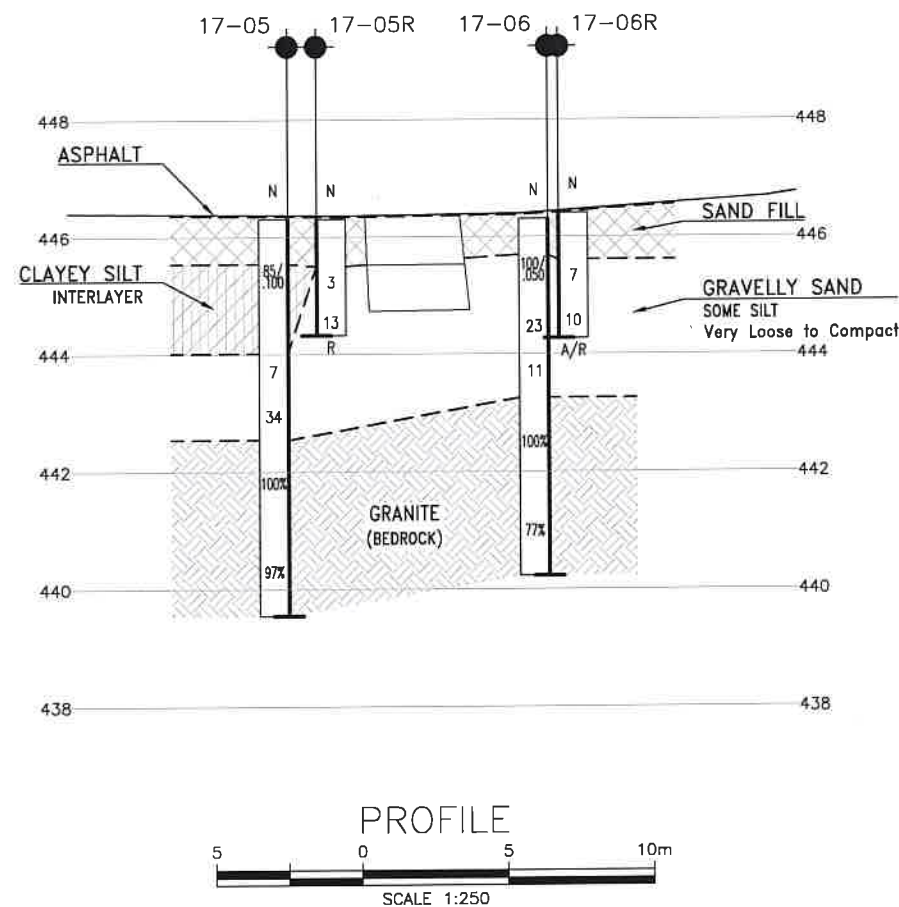 17-05 17-05R 17-06 17-06R
448 448
ASPHALT
N N N N
SAND FILL
446 446
CLAYEY SILT
INTERLAYER
85/
.100
3
100/
.050
7
GRAVELLY SAND
SOME SILT
Very Loose to Compact
13 23 10
444 R A/R 444
7 11
34
100%
442 442
100%
GRANITE
(BEDROCK)
77%
97%
440 440
438 438
PROFILE
5 0 5 10m
SCALE 1:250